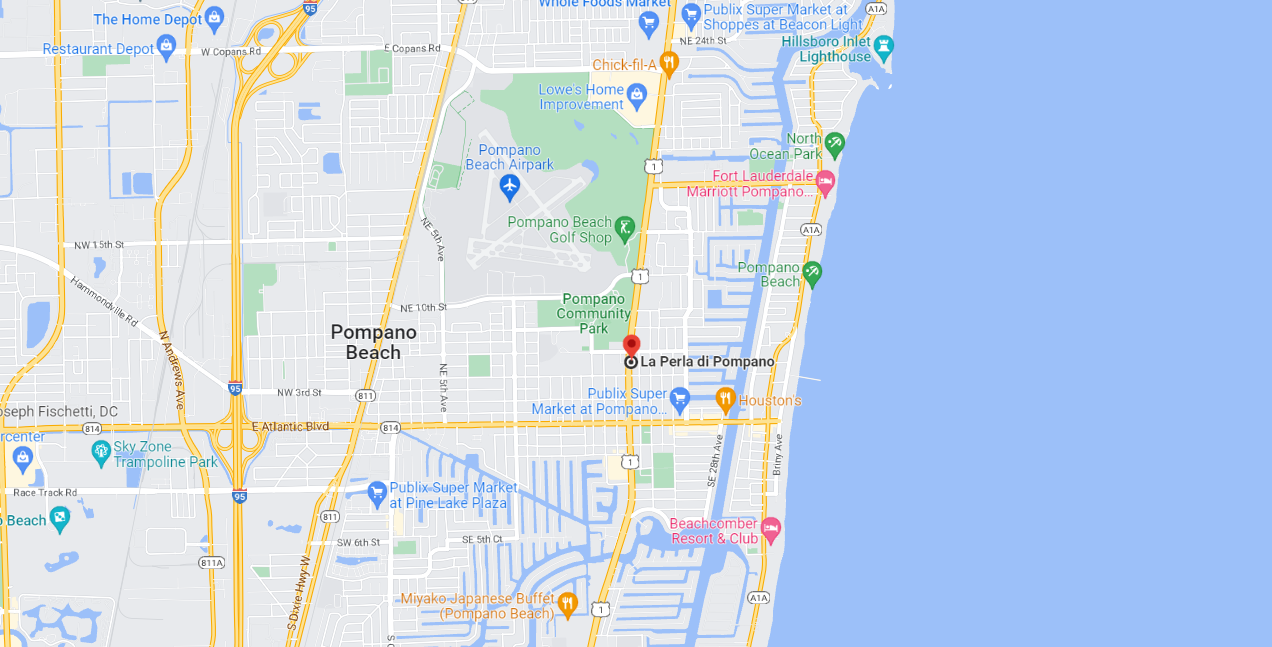 Whole Foods Market
The Home Depot
95
Publix Super Market at
Shoppes at Beacon Light
A1A
Restaurant Depot
W Copans Rd
E Copans Rd
NE 24th St
Hillsboro Inlet
Lighthouse
Chick-fil-A
Lowe's Home
Improvement
North
Ocean Park
Pompano
Beach Airpark
1
Fort Lauderdale
Marriott Pompano...
Pompano Beach
Golf Shop
NE 5th Ave
A1A
NW 15th St
Pompano
Beach
1
Hammondville Rd
NE 10th St
Pompano
Community
Park
Pompano
Beach
N Andrews Ave
La Perla di Pompano
NE 5th Ave
95
NW 3rd St
811
Publix Super
Market at Pompano...
Houston's
oseph Fischetti, DC
814
E Atlantic Blvd
814
rcenter
Sky Zone
Trampoline Park
1
SE 28th Ave
Briny Ave
Race Track Rd
95
Publix Super Market
at Pine Lake Plaza
o Beach
811
Beachcomber
Resort & Club
SW 6th St
SE 5th Ct
811A
S Dixie Hwy W
Miyako Japanese Buffet
(Pompano Beach)
1
A1A